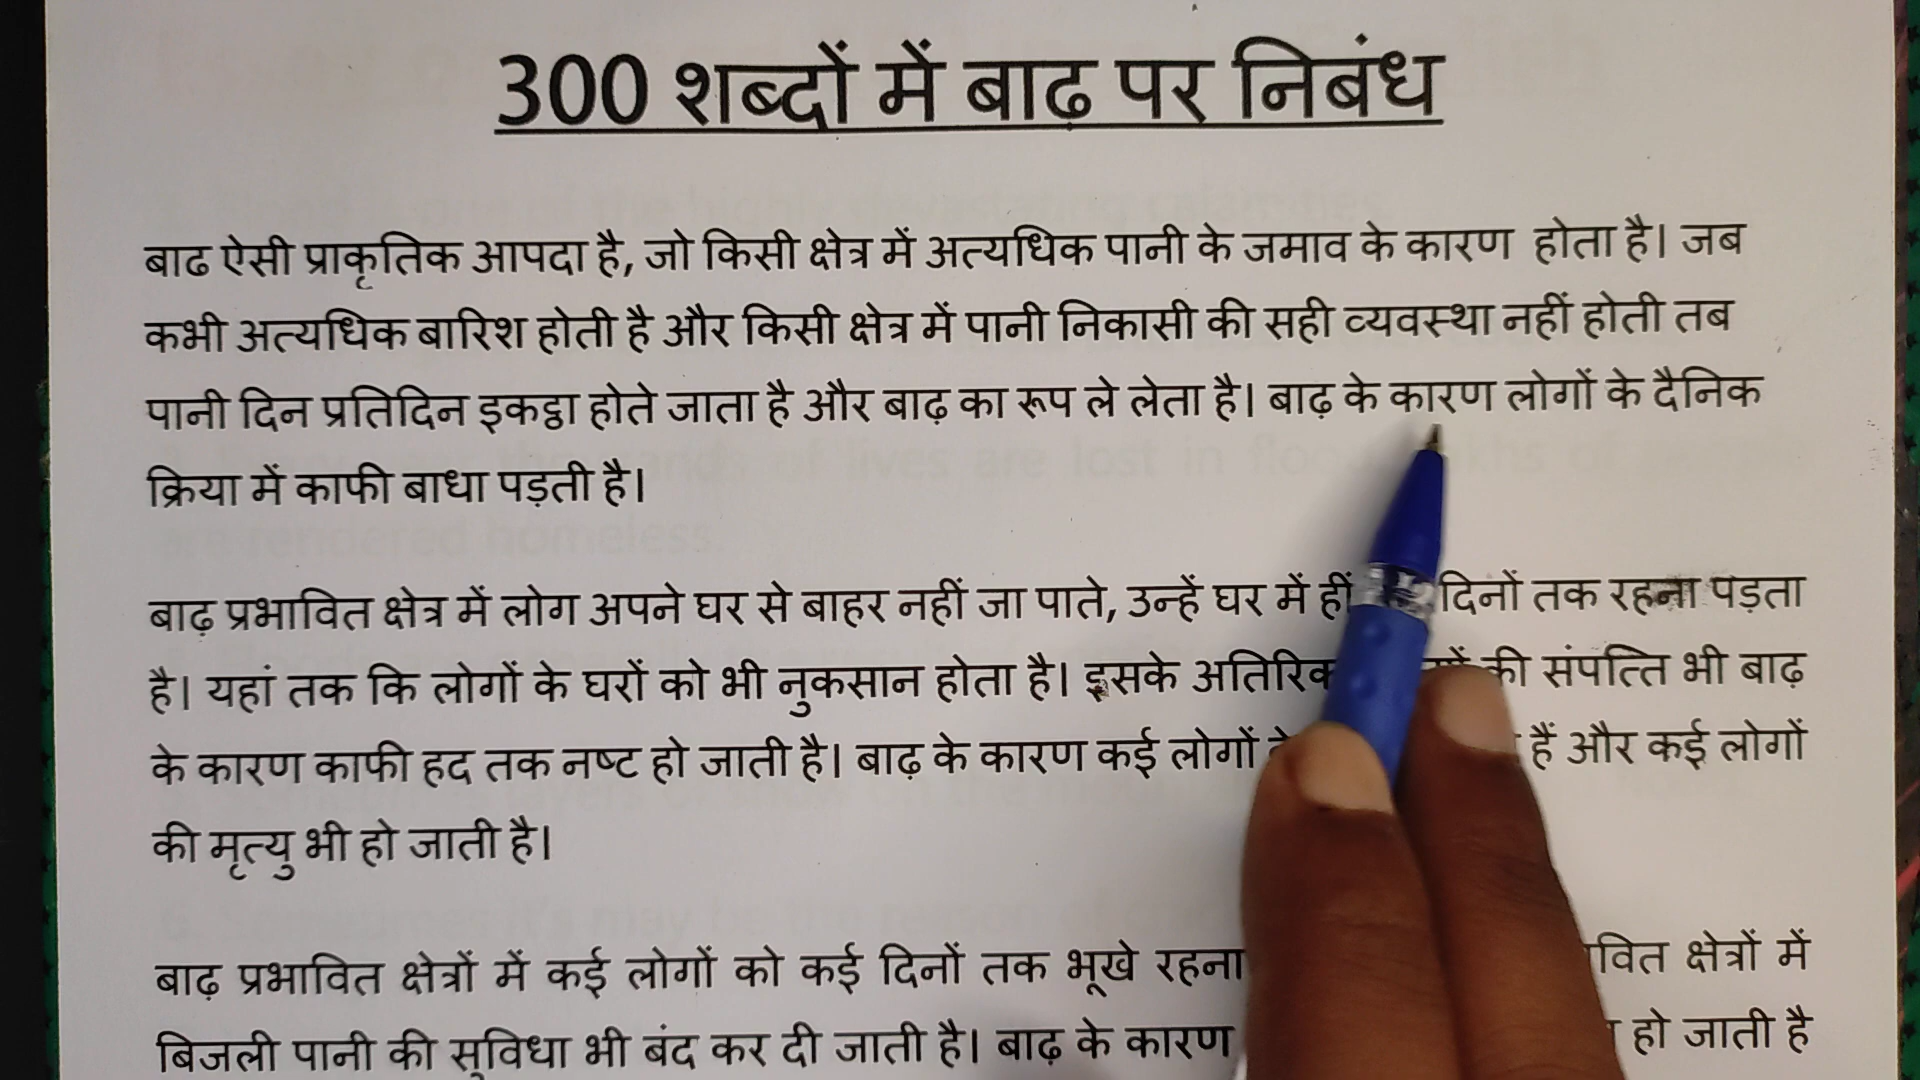 300 शब्दों में बाढ पर निबंध
बाढ ऐसी प्राकृतिक आपदा है, जो किसी क्षेत्र में अत्यधिक पानी के जमाव के कारण होता है। जब
कभी अत्यधिक बारिश होती है और किसी क्षेत्र में पानी निकासी की सही व्यवस्था नहीं होती तब
पानी दिन प्रतिदिन इकट्ठा होते जाता है और बाढ़ का रूप ले लेता है। बाढ़ के कारण लोगों के दैनिक
क्रिया में काफी बाधा पड़ती है।
बाढ़ प्रभावित क्षेत्र में लोग अपने घर से बाहर नहीं जा पाते, उन्हें घर में हीं दिनों तक रहना पड़ता
है। यहां तक कि लोगों के घरों को भी नुकसान होता है। इसके की संपत्ति भी बाढ़
के कारण काफी हद तक नष्ट हो जाती है। बाढ़ के कारण कई लोगों हैं और कई लोगों
की मृत्यु भी हो जाती है।
बाढ़ प्रभावित क्षेत्रों में कई लोगों को कई दिनों तक भूखे रहना क्षेत्रों में
बिजली पानी की सुविधा भी बंद कर दी जाती है। बाढ़ के कारण हो जाती है